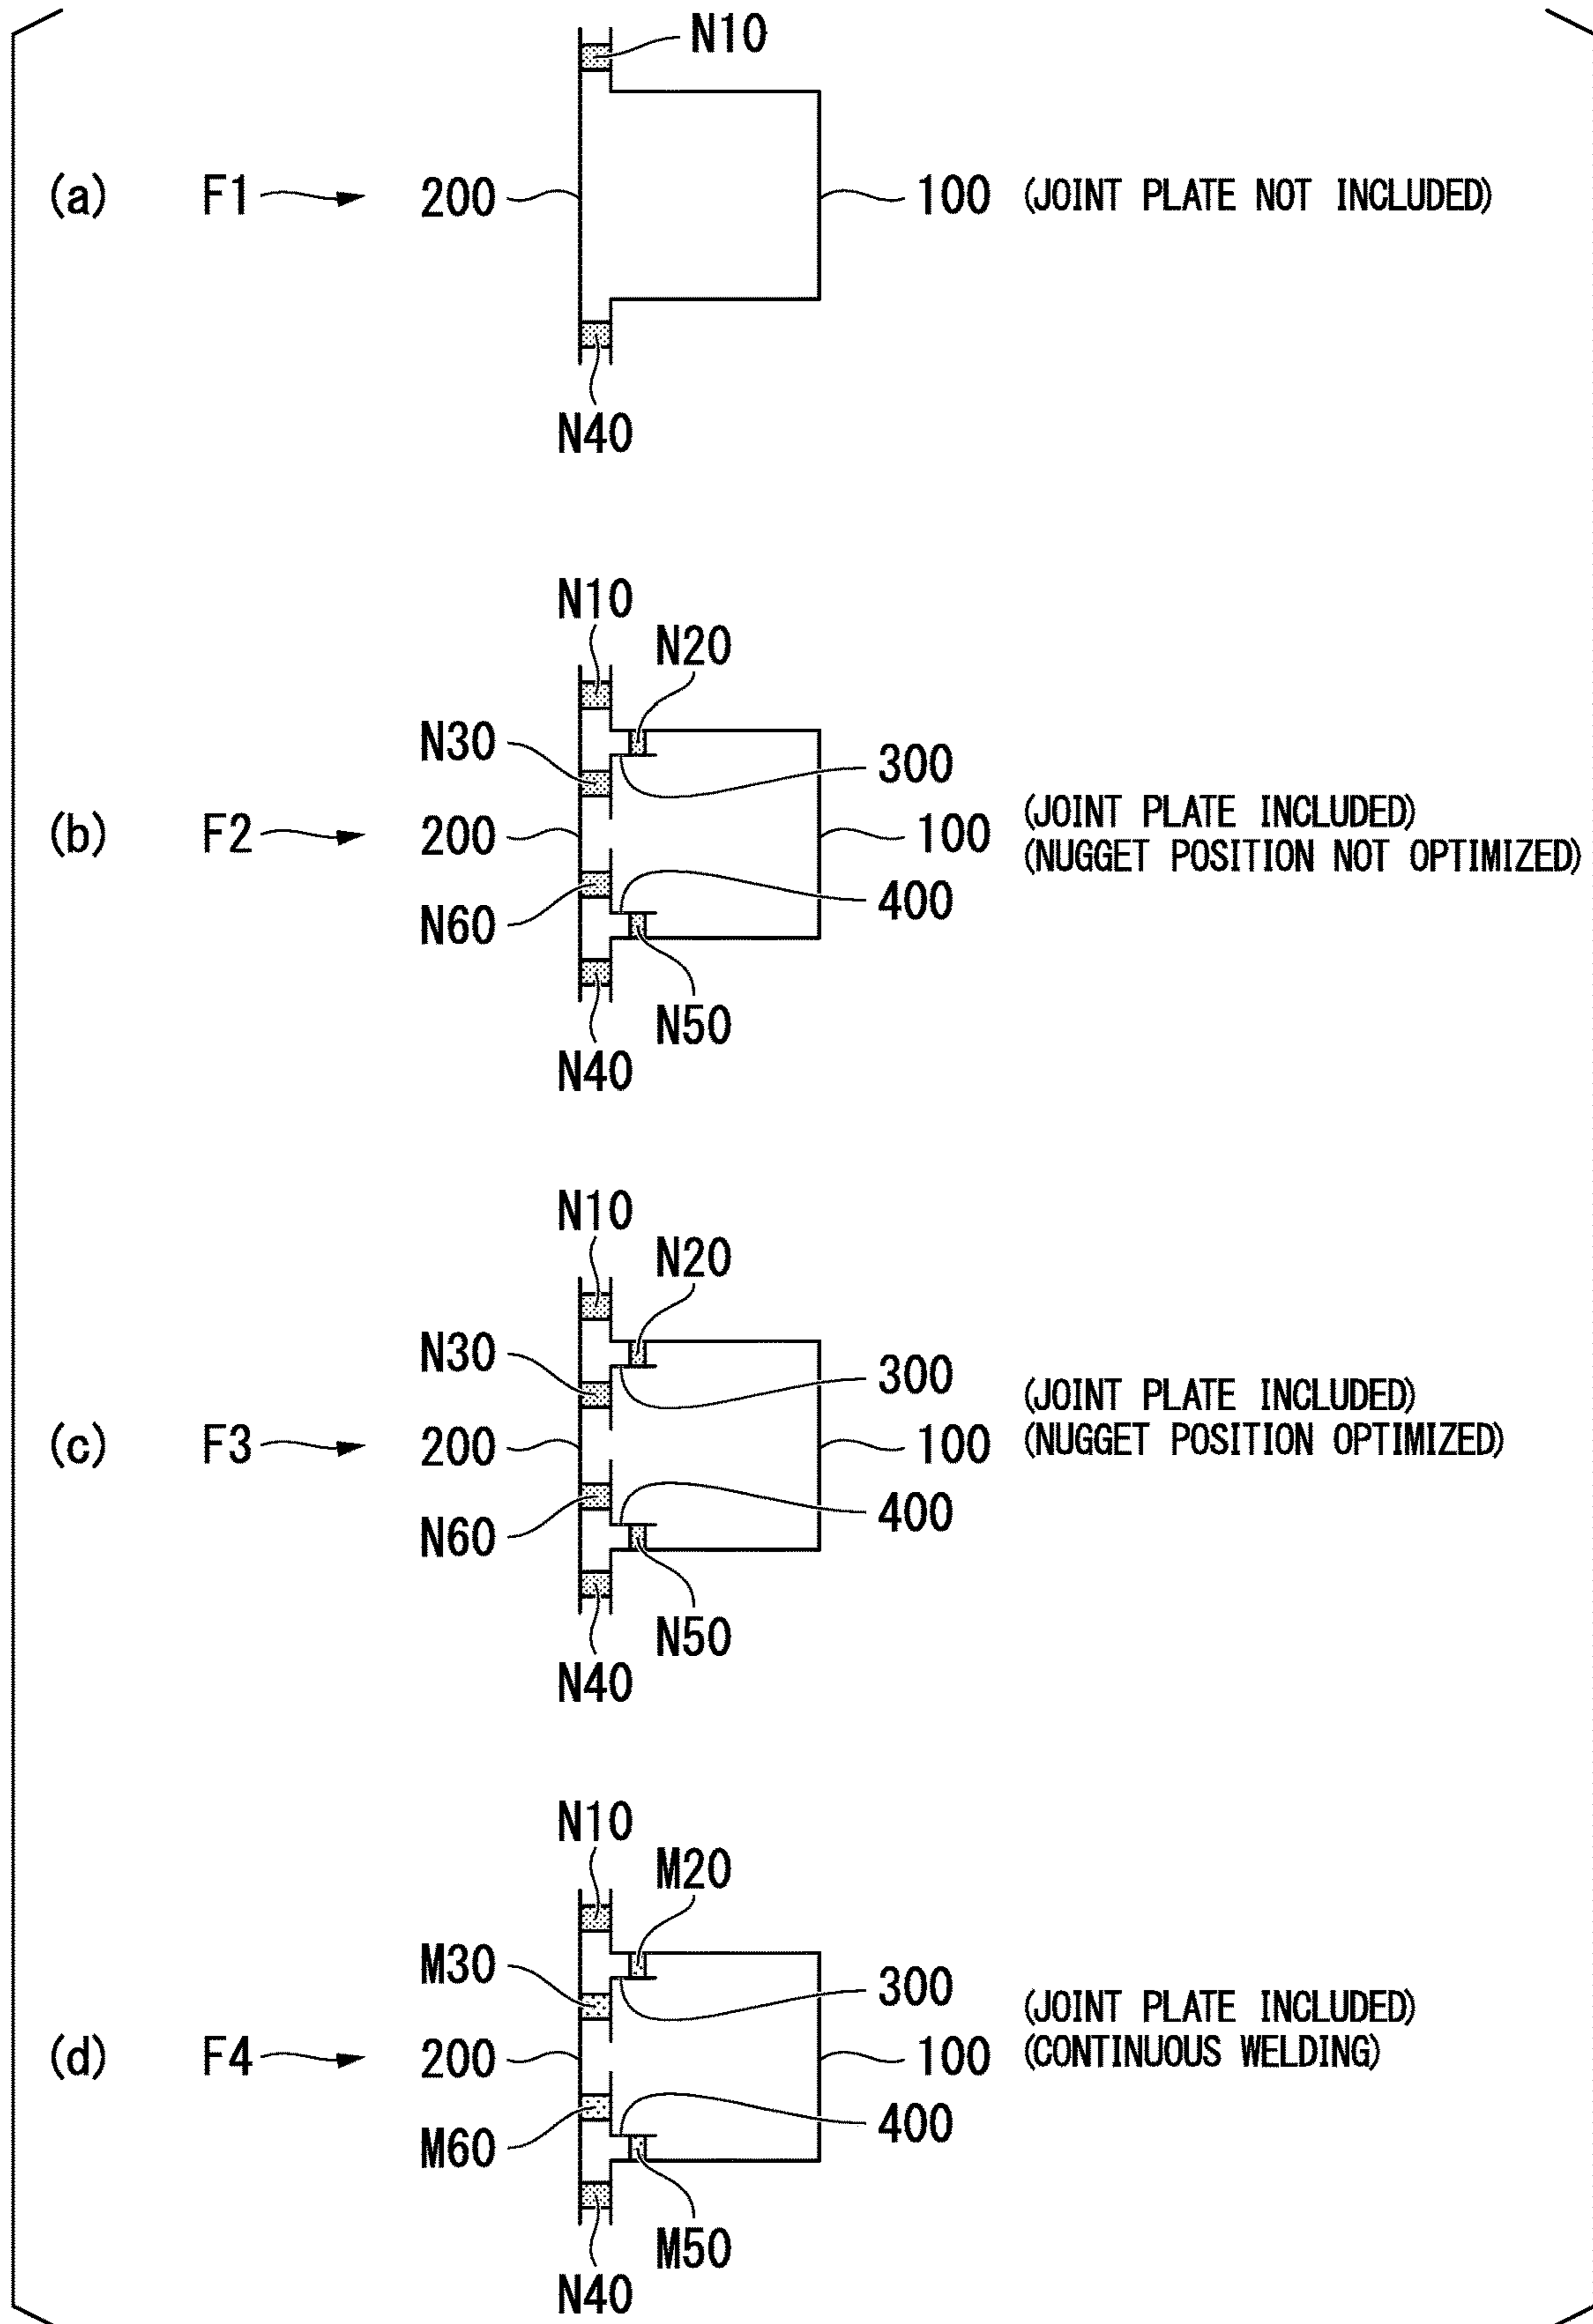 N10
(a) F1 200 100 (JOINT PLATE NOT INCLUDED)
N40
N10
N20
N30
300
(b) F2 200 100 (JOINT PLATE INCLUDED)
(NUGGET POSITION NOT OPTIMIZED)
400
N60
N50
N40
N10
N20
N30
300
(c) F3 200 100 (JOINT PLATE INCLUDED)
(NUGGET POSITION OPTIMIZED)
400
N60
N50
N40
N10
M20
M30
300
(d) F4 200 100 (JOINT PLATE INCLUDED)
(CONTINUOUS WELDING)
400
M60
M50
N40